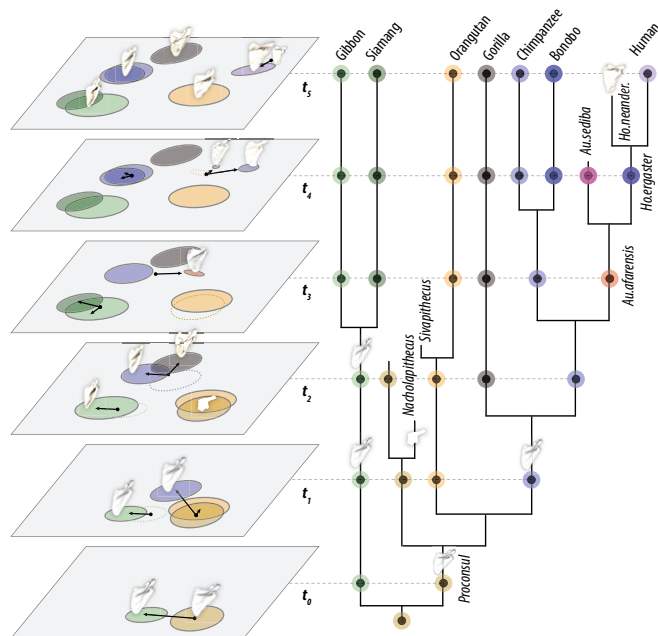 Gibbon
Siamang
Orangutan
Gorilla
Chimpanzee
Bonobo
Human
t5
Ho.neander.
Au.sediba
t4
Ho.ergaster
t3
Au.afarensis
Sivapithecus
t2
Nacholapithecus
t1
Proconsul
t0